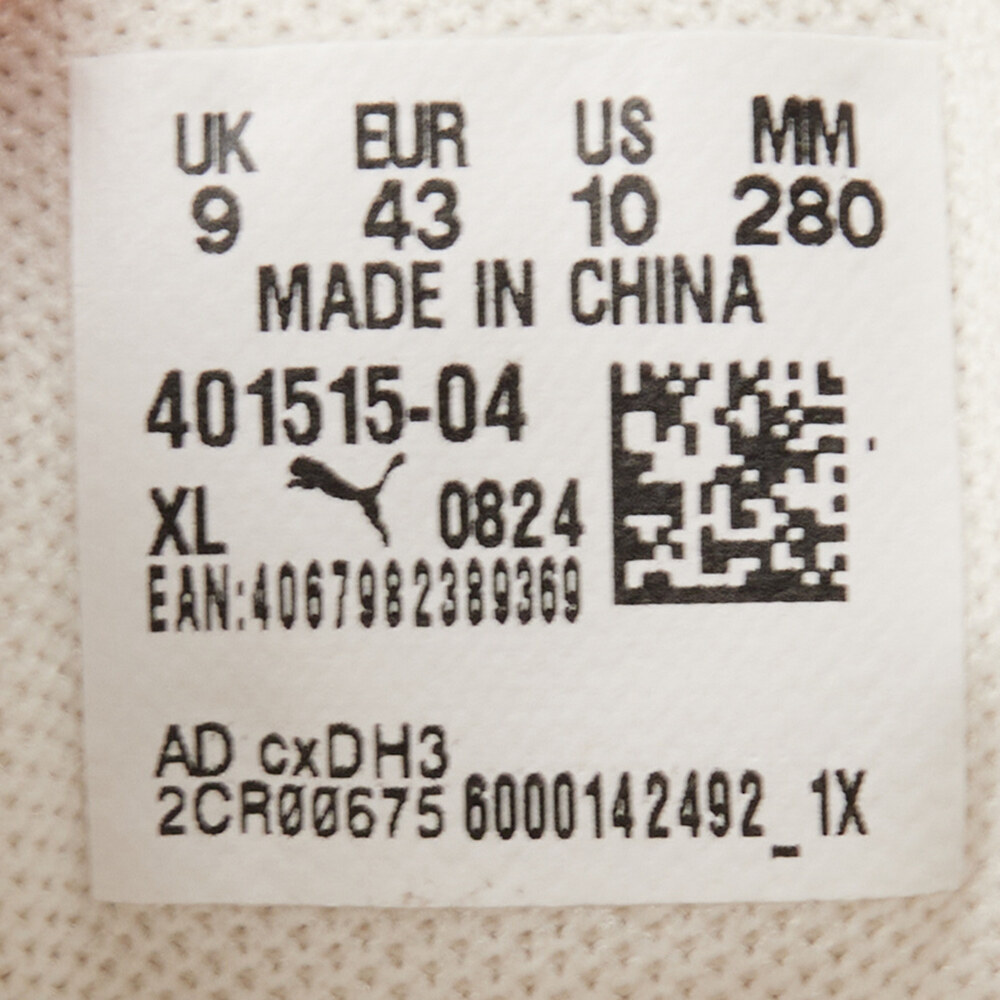 UK EUR US MM
9 43 10 280
MADE IN CHINA
401515-04
XL 0824
EAN:4067982389369
AD cxDH3
2CR00675 6000142492_1X